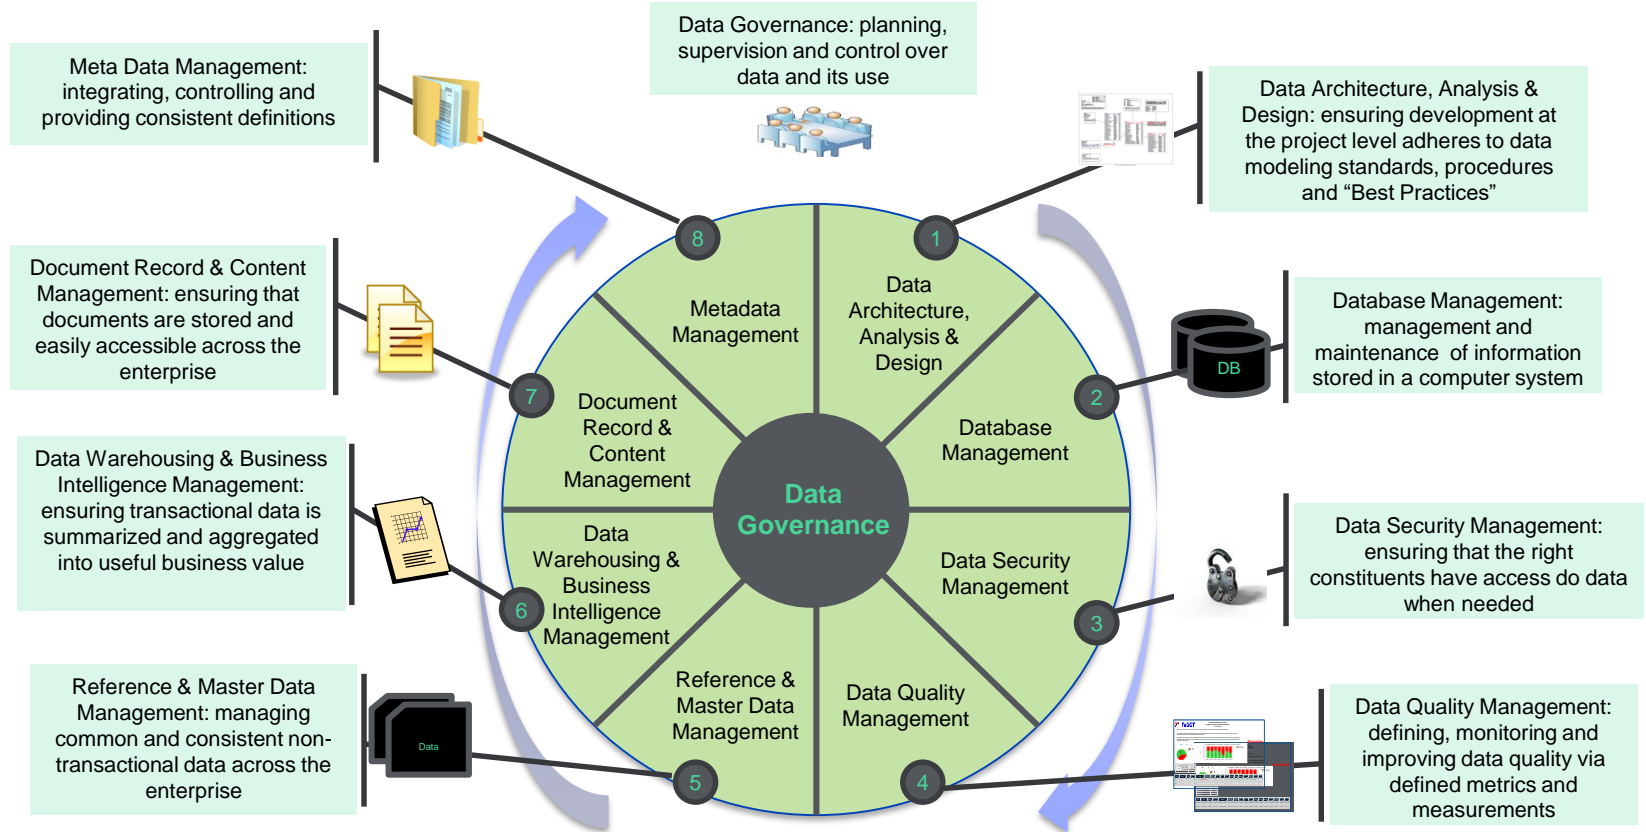 Data Governance: planning,
supervision and control over
data and its use
Meta Data Management:
integrating, controlling and
providing consistent definitions
Data Architecture, Analysis &
Design: ensuring development at
the project level adheres to data
modeling standards, procedures
and “Best Practices”
Document Record & Content
Management: ensuring that
documents are stored and
easily accessible across the
enterprise
Database Management:
management and
maintenance of information
stored in a computer system
DB
Data Warehousing & Business
Intelligence Management:
ensuring transactional data is
summarized and aggregated
into useful business value
Data Security Management:
ensuring that the right
constituents have access do data
when needed
Reference & Master Data
Management: managing
common and consistent non-
transactional data across the
enterprise
Data
Data Quality Management:
defining, monitoring and
improving data quality via
defined metrics and
measurements
8
Metadata
Management
1
Data
Architecture,
Analysis &
Design
7
Document
Record &
Content
Management
2
Database
Management
Data
Governance
6
Data
Warehousing &
Business
Intelligence
Management
3
Data Security
Management
5
Reference &
Master Data
Management
4
Data Quality
Management